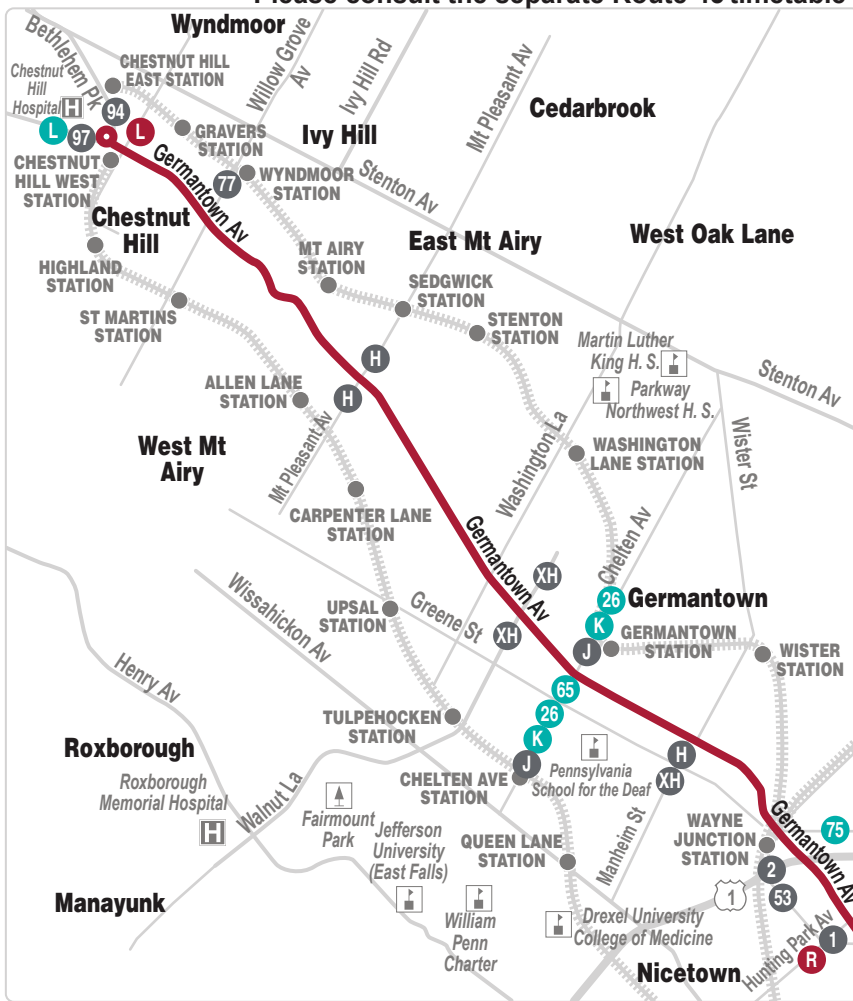 Please consult the separate Route 45 timetable
Wyndmoor
Bethlehem Pk
CHESTNUT HILL
EAST STATION
Willow Grove
Av
Ivy Hill Rd
Mt Pleasant Av
Cedarbrook
Chestnut
Hill
Hospital
H
94
L
97
L
GRAVERS
STATION
Ivy Hill
CHESTNUT
HILL WEST
STATION
Germantown Av
77
WYNDMOOR
STATION
Stenton Av
Chestnut
Hill
East Mt Airy
West Oak Lane
HIGHLAND
STATION
MT AIRY
STATION
SEDGWICK
STATION
ST MARTINS
STATION
STENTON
STATION
Martin Luther
King H. S.
Stenton Av
H
H
ALLEN LANE
STATION
Parkway
Northwest H. S.
West Mt
Airy
Mt Pleasant Av
Washington La
Wister St
WASHINGTON
LANE STATION
CARPENTER LANE
STATION
Germantown Av
Chelten Av
XH
Wissahickon Av
UPSAL
STATION
Greene St
XH
26
Germantown
K
J
GERMANTOWN
STATION
WISTER
STATION
Henry Av
65
26
K
J
TULPEHOCKEN
STATION
Roxborough
Roxborough
Memorial Hospital
H
Walnut La
Fairmount
Park
CHELTEN AVE
STATION
Pennsylvania
School for the Deaf
H
XH
Manheim St
Jefferson
University
(East Falls)
QUEEN LANE
STATION
WAYNE
JUNCTION
STATION
Germantown Av
75
2
53
1
Manayunk
William
Penn
Charter
Drexel University
College of Medicine
Nicetown
Hunting Park Av
1
R